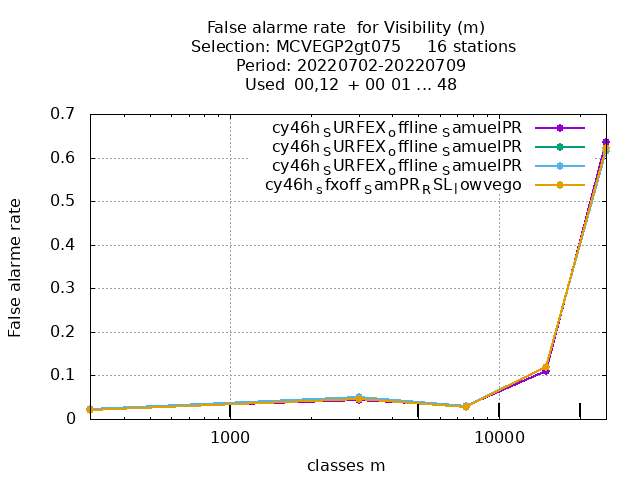 False alarme rate  for Visibility (m)
Selection: MCVEGP2gt075     16 stations
Period: 20220702-20220709
Used  00,12  + 00 01 ... 48
0.7
0.6
0.5
0.4
0.3
0.2
0.1
0
False alarme rate
cy46h_SURFEX_offline_SamuelPR
cy46h_SURFEX_offline_SamuelPR
cy46h_SURFEX_offline_SamuelPR
cy46h_sfxoff_SamPR_RSL_lowvego
1000
10000
classes m